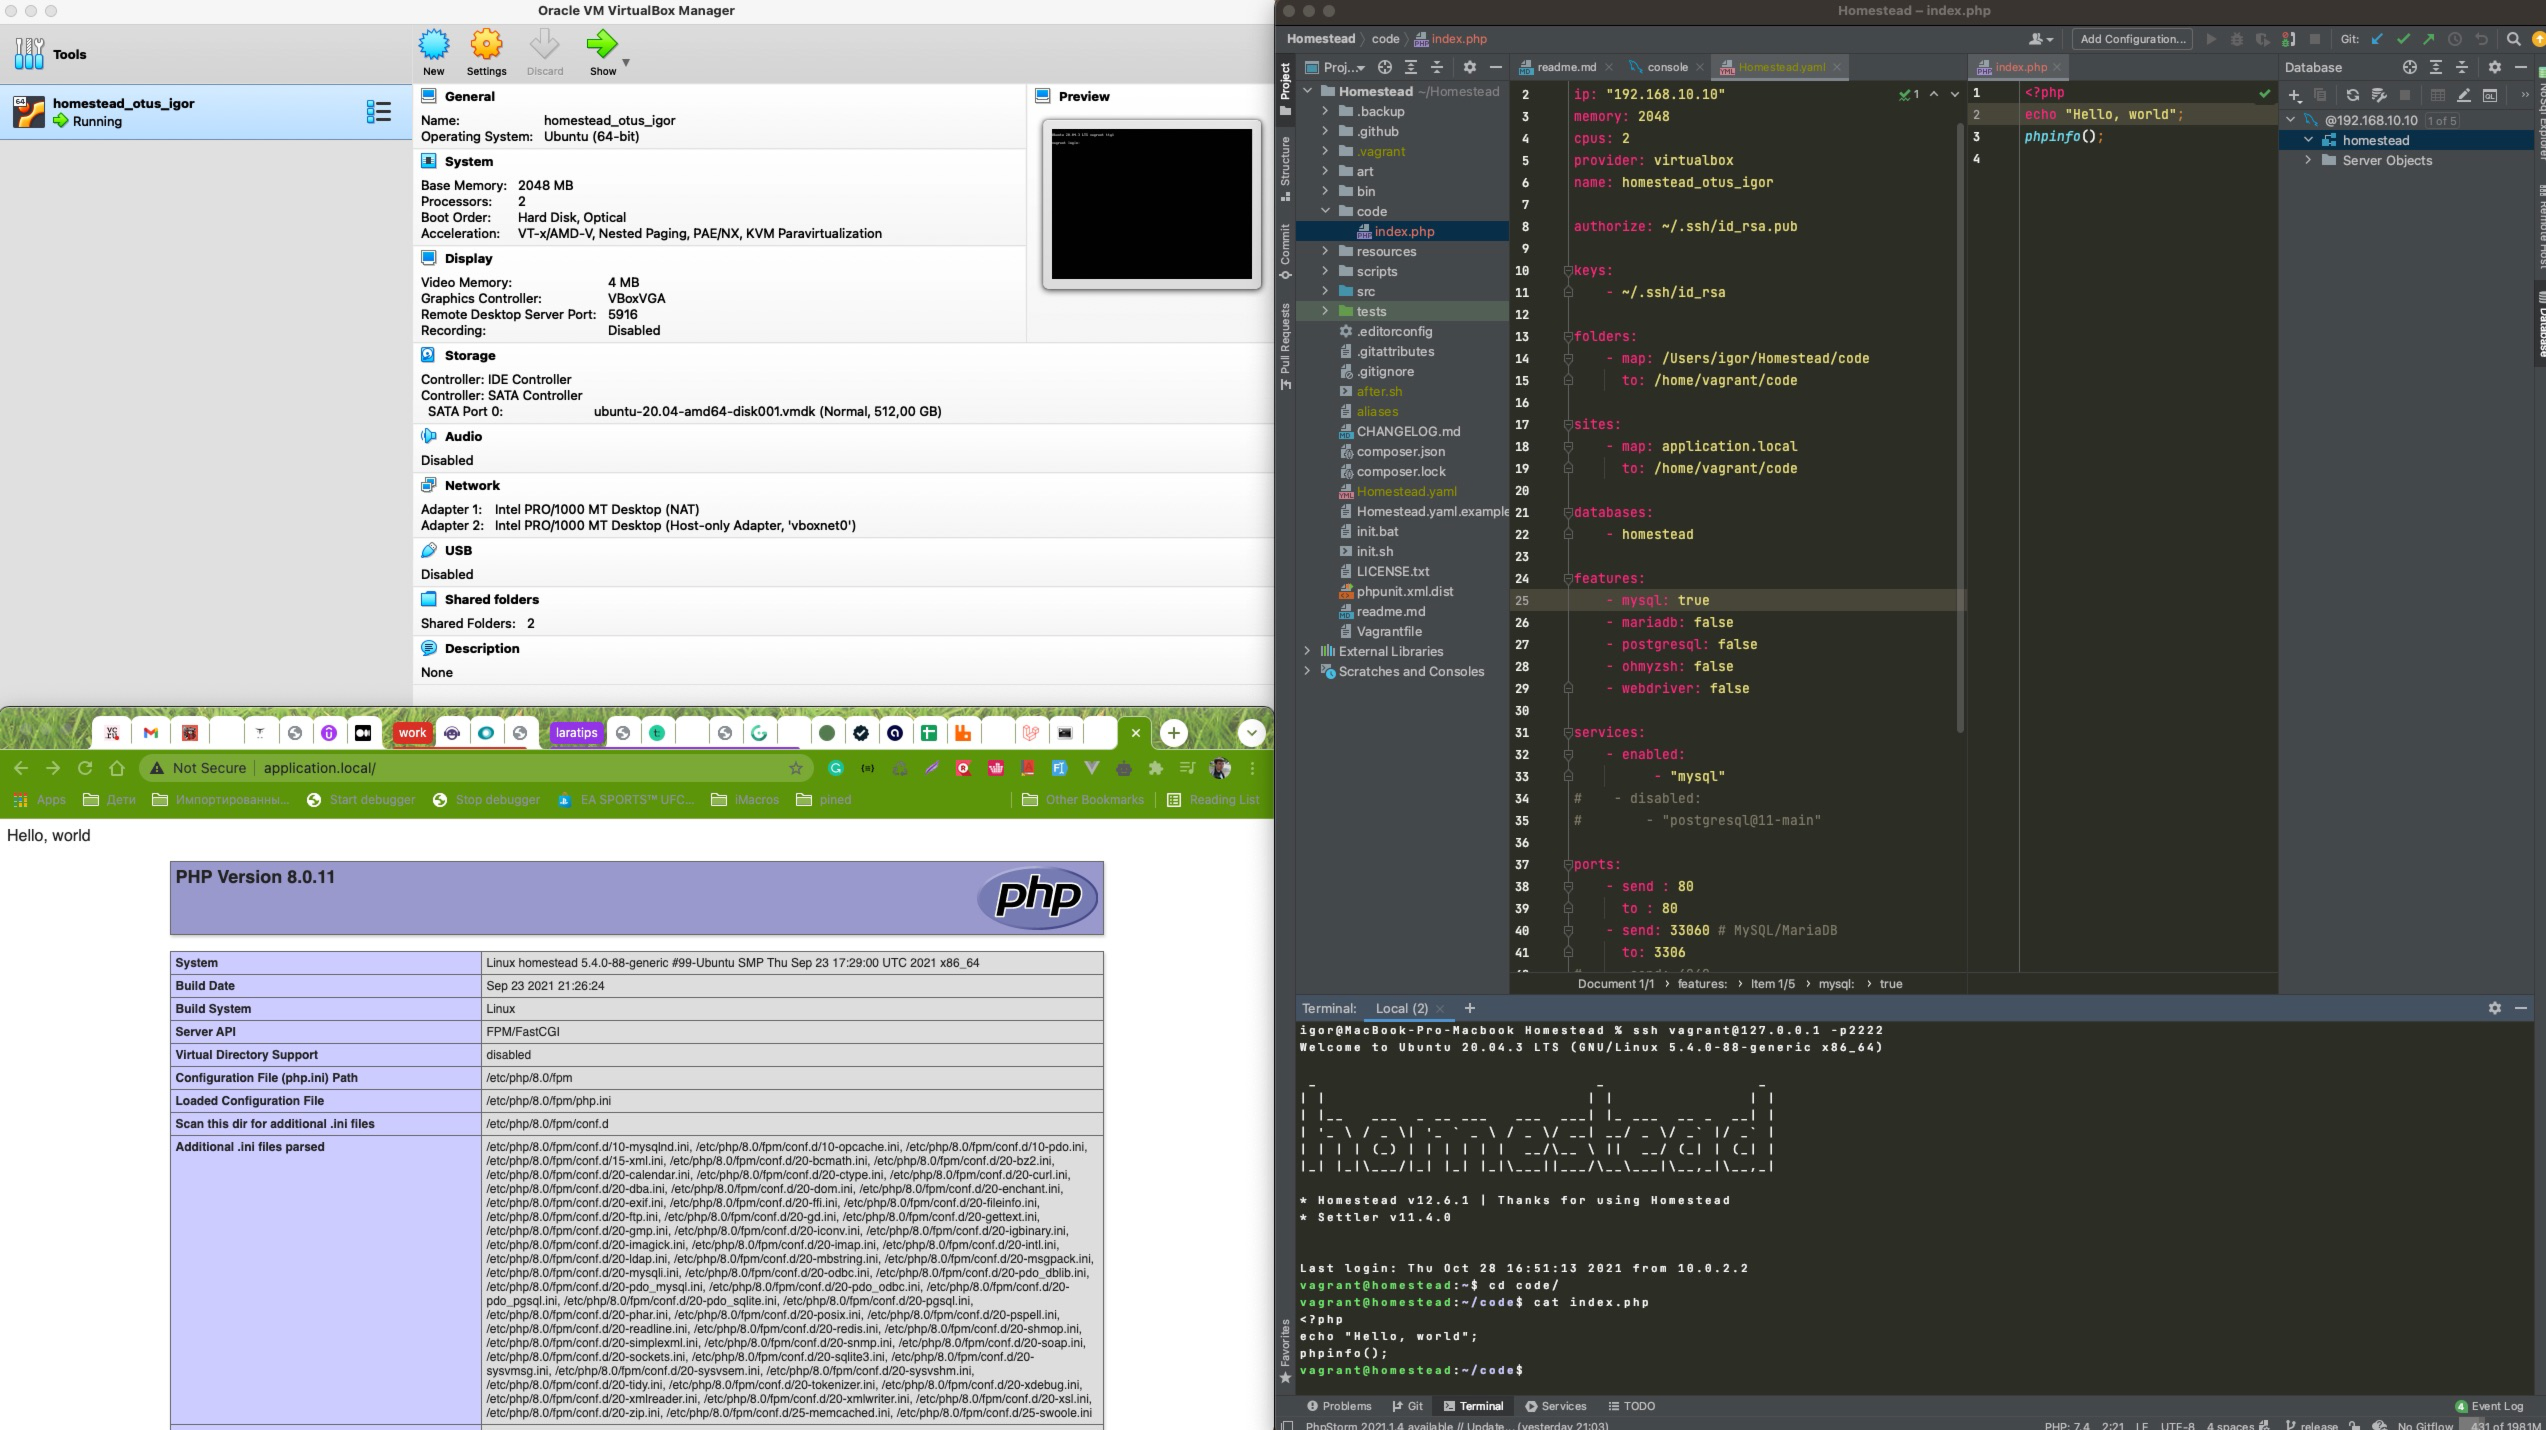 Oracle VM VirtualBox Manager
Tools
New
Settings
Discard
Show
64
homestead_otus_igor
Running
General
Name: homestead_otus_igor
Operating System: Ubuntu (64-bit)
System
Base Memory: 2048 MB
Processors: 2
Boot Order: Hard Disk, Optical
Acceleration: VT-x/AMD-V, Nested Paging, PAE/NX, KVM Paravirtualization
Display
Video Memory: 4 MB
Graphics Controller: VBoxVGA
Remote Desktop Server Port: 5916
Recording: Disabled
Storage
Controller: IDE Controller
Controller: SATA Controller
SATA Port 0: ubuntu-20.04-amd64-disk001.vmdk (Normal, 512,00 GB)
Audio
Disabled
Network
Adapter 1: Intel PRO/1000 MT Desktop (NAT)
Adapter 2: Intel PRO/1000 MT Desktop (Host-only Adapter, 'vboxnet0')
USB
Disabled
Shared folders
Shared Folders: 2
Description
None
Preview
work
laratips
Not Secure | application.local/
Apps
Дети
Импортированны...
Start debugger
Stop debugger
EA SPORTS™ UFC...
iMacros
pined
Other Bookmarks
Reading List
Hello, world
PHP Version 8.0.11
php
System Linux homestead 5.4.0-88-generic #99-Ubuntu SMP Thu Sep 23 17:29:00 UTC 2021 x86_64
Build Date Sep 23 2021 21:26:24
Build System Linux
Server API FPM/FastCGI
Virtual Directory Support disabled
Configuration File (php.ini) Path /etc/php/8.0/fpm
Loaded Configuration File /etc/php/8.0/fpm/php.ini
Scan this dir for additional .ini files /etc/php/8.0/fpm/conf.d
Additional .ini files parsed /etc/php/8.0/fpm/conf.d/10-mysqlnd.ini, /etc/php/8.0/fpm/conf.d/10-opcache.ini, /etc/php/8.0/fpm/conf.d/10-pdo.ini,
/etc/php/8.0/fpm/conf.d/15-xml.ini, /etc/php/8.0/fpm/conf.d/20-bcmath.ini, /etc/php/8.0/fpm/conf.d/20-bz2.ini,
/etc/php/8.0/fpm/conf.d/20-calendar.ini, /etc/php/8.0/fpm/conf.d/20-ctype.ini, /etc/php/8.0/fpm/conf.d/20-curl.ini,
/etc/php/8.0/fpm/conf.d/20-dba.ini, /etc/php/8.0/fpm/conf.d/20-dom.ini, /etc/php/8.0/fpm/conf.d/20-enchant.ini,
/etc/php/8.0/fpm/conf.d/20-exif.ini, /etc/php/8.0/fpm/conf.d/20-ffi.ini, /etc/php/8.0/fpm/conf.d/20-fileinfo.ini,
/etc/php/8.0/fpm/conf.d/20-ftp.ini, /etc/php/8.0/fpm/conf.d/20-gd.ini, /etc/php/8.0/fpm/conf.d/20-gettext.ini,
/etc/php/8.0/fpm/conf.d/20-gmp.ini, /etc/php/8.0/fpm/conf.d/20-iconv.ini, /etc/php/8.0/fpm/conf.d/20-igbinary.ini,
/etc/php/8.0/fpm/conf.d/20-imagick.ini, /etc/php/8.0/fpm/conf.d/20-imap.ini, /etc/php/8.0/fpm/conf.d/20-intl.ini,
/etc/php/8.0/fpm/conf.d/20-ldap.ini, /etc/php/8.0/fpm/conf.d/20-mbstring.ini, /etc/php/8.0/fpm/conf.d/20-msgpack.ini,
/etc/php/8.0/fpm/conf.d/20-mysqli.ini, /etc/php/8.0/fpm/conf.d/20-odbc.ini, /etc/php/8.0/fpm/conf.d/20-pdo_dblib.ini,
/etc/php/8.0/fpm/conf.d/20-pdo_mysql.ini, /etc/php/8.0/fpm/conf.d/20-pdo_odbc.ini, /etc/php/8.0/fpm/conf.d/20-
pdo_pgsql.ini, /etc/php/8.0/fpm/conf.d/20-pdo_sqlite.ini, /etc/php/8.0/fpm/conf.d/20-pgsql.ini,
/etc/php/8.0/fpm/conf.d/20-phar.ini, /etc/php/8.0/fpm/conf.d/20-posix.ini, /etc/php/8.0/fpm/conf.d/20-pspell.ini,
/etc/php/8.0/fpm/conf.d/20-readline.ini, /etc/php/8.0/fpm/conf.d/20-redis.ini, /etc/php/8.0/fpm/conf.d/20-shmop.ini,
/etc/php/8.0/fpm/conf.d/20-simplexml.ini, /etc/php/8.0/fpm/conf.d/20-snmp.ini, /etc/php/8.0/fpm/conf.d/20-soap.ini,
/etc/php/8.0/fpm/conf.d/20-sockets.ini, /etc/php/8.0/fpm/conf.d/20-sqlite3.ini, /etc/php/8.0/fpm/conf.d/20-
sysvmsg.ini, /etc/php/8.0/fpm/conf.d/20-sysvsem.ini, /etc/php/8.0/fpm/conf.d/20-sysvshm.ini,
/etc/php/8.0/fpm/conf.d/20-tidy.ini, /etc/php/8.0/fpm/conf.d/20-tokenizer.ini, /etc/php/8.0/fpm/conf.d/20-xdebug.ini,
/etc/php/8.0/fpm/conf.d/20-xmlreader.ini, /etc/php/8.0/fpm/conf.d/20-xmlwriter.ini, /etc/php/8.0/fpm/conf.d/20-xsl.ini,
/etc/php/8.0/fpm/conf.d/20-zip.ini, /etc/php/8.0/fpm/conf.d/25-memcached.ini, /etc/php/8.0/fpm/conf.d/25-swoole.ini
Homestead – index.php
Homestead
code
index.php
Add Configuration...
Git:
Project
Structure
Commit
Pull Requests
Favorites
Proj...
Homestead ~/Homestead
.backup
.github
.vagrant
art
bin
code
index.php
resources
scripts
src
tests
.editorconfig
.gitattributes
.gitignore
after.sh
aliases
CHANGELOG.md
composer.json
composer.lock
Homestead.yaml
Homestead.yaml.example
init.bat
init.sh
LICENSE.txt
phpunit.xml.dist
readme.md
Vagrantfile
External Libraries
Scratches and Consoles
readme.md
console
Homestead.yaml
1
2 ip: "192.168.10.10"
3 memory: 2048
4 cpus: 2
5 provider: virtualbox
6 name: homestead_otus_igor
7
8 authorize: ~/.ssh/id_rsa.pub
9
10 keys:
11 - ~/.ssh/id_rsa
12
13 folders:
14 - map: /Users/igor/Homestead/code
15 to: /home/vagrant/code
16
17 sites:
18 - map: application.local
19 to: /home/vagrant/code
20
21 databases:
22 - homestead
23
24 features:
25 - mysql: true
26 - mariadb: false
27 - postgresql: false
28 - ohmyzsh: false
29 - webdriver: false
30
31 services:
32 - enabled:
33 - "mysql"
34 # - disabled:
35 # - "postgresql@11-main"
36
37 ports:
38 - send : 80
39 to : 80
40 - send: 33060 # MySQL/MariaDB
41 to: 3306
Document 1/1 › features: › Item 1/5 › mysql: › true
index.php
1 <?php
2 echo "Hello, world";
3 phpinfo();
4
Database
@192.168.10.10 1 of 5
homestead
Server Objects
Remote Host
Database
Terminal: Local (2)
igor@MacBook-Pro-Macbook Homestead % ssh vagrant@127.0.0.1 -p2222
Welcome to Ubuntu 20.04.3 LTS (GNU/Linux 5.4.0-88-generic x86_64)
homestead
* Homestead v12.6.1 | Thanks for using Homestead
* Settler v11.4.0
Last login: Thu Oct 28 16:51:13 2021 from 10.0.2.2
vagrant@homestead:~$ cd code/
vagrant@homestead:~/code$ cat index.php
<?php
echo "Hello, world";
phpinfo();
vagrant@homestead:~/code$
Problems
Git
Terminal
Services
TODO
4 Event Log
PhpStorm 2021.1.4 available // Update... (yesterday 21:03)
PHP: 7.4 2:21 LF UTF-8 4 spaces release No Gitflow 431 of 1981M